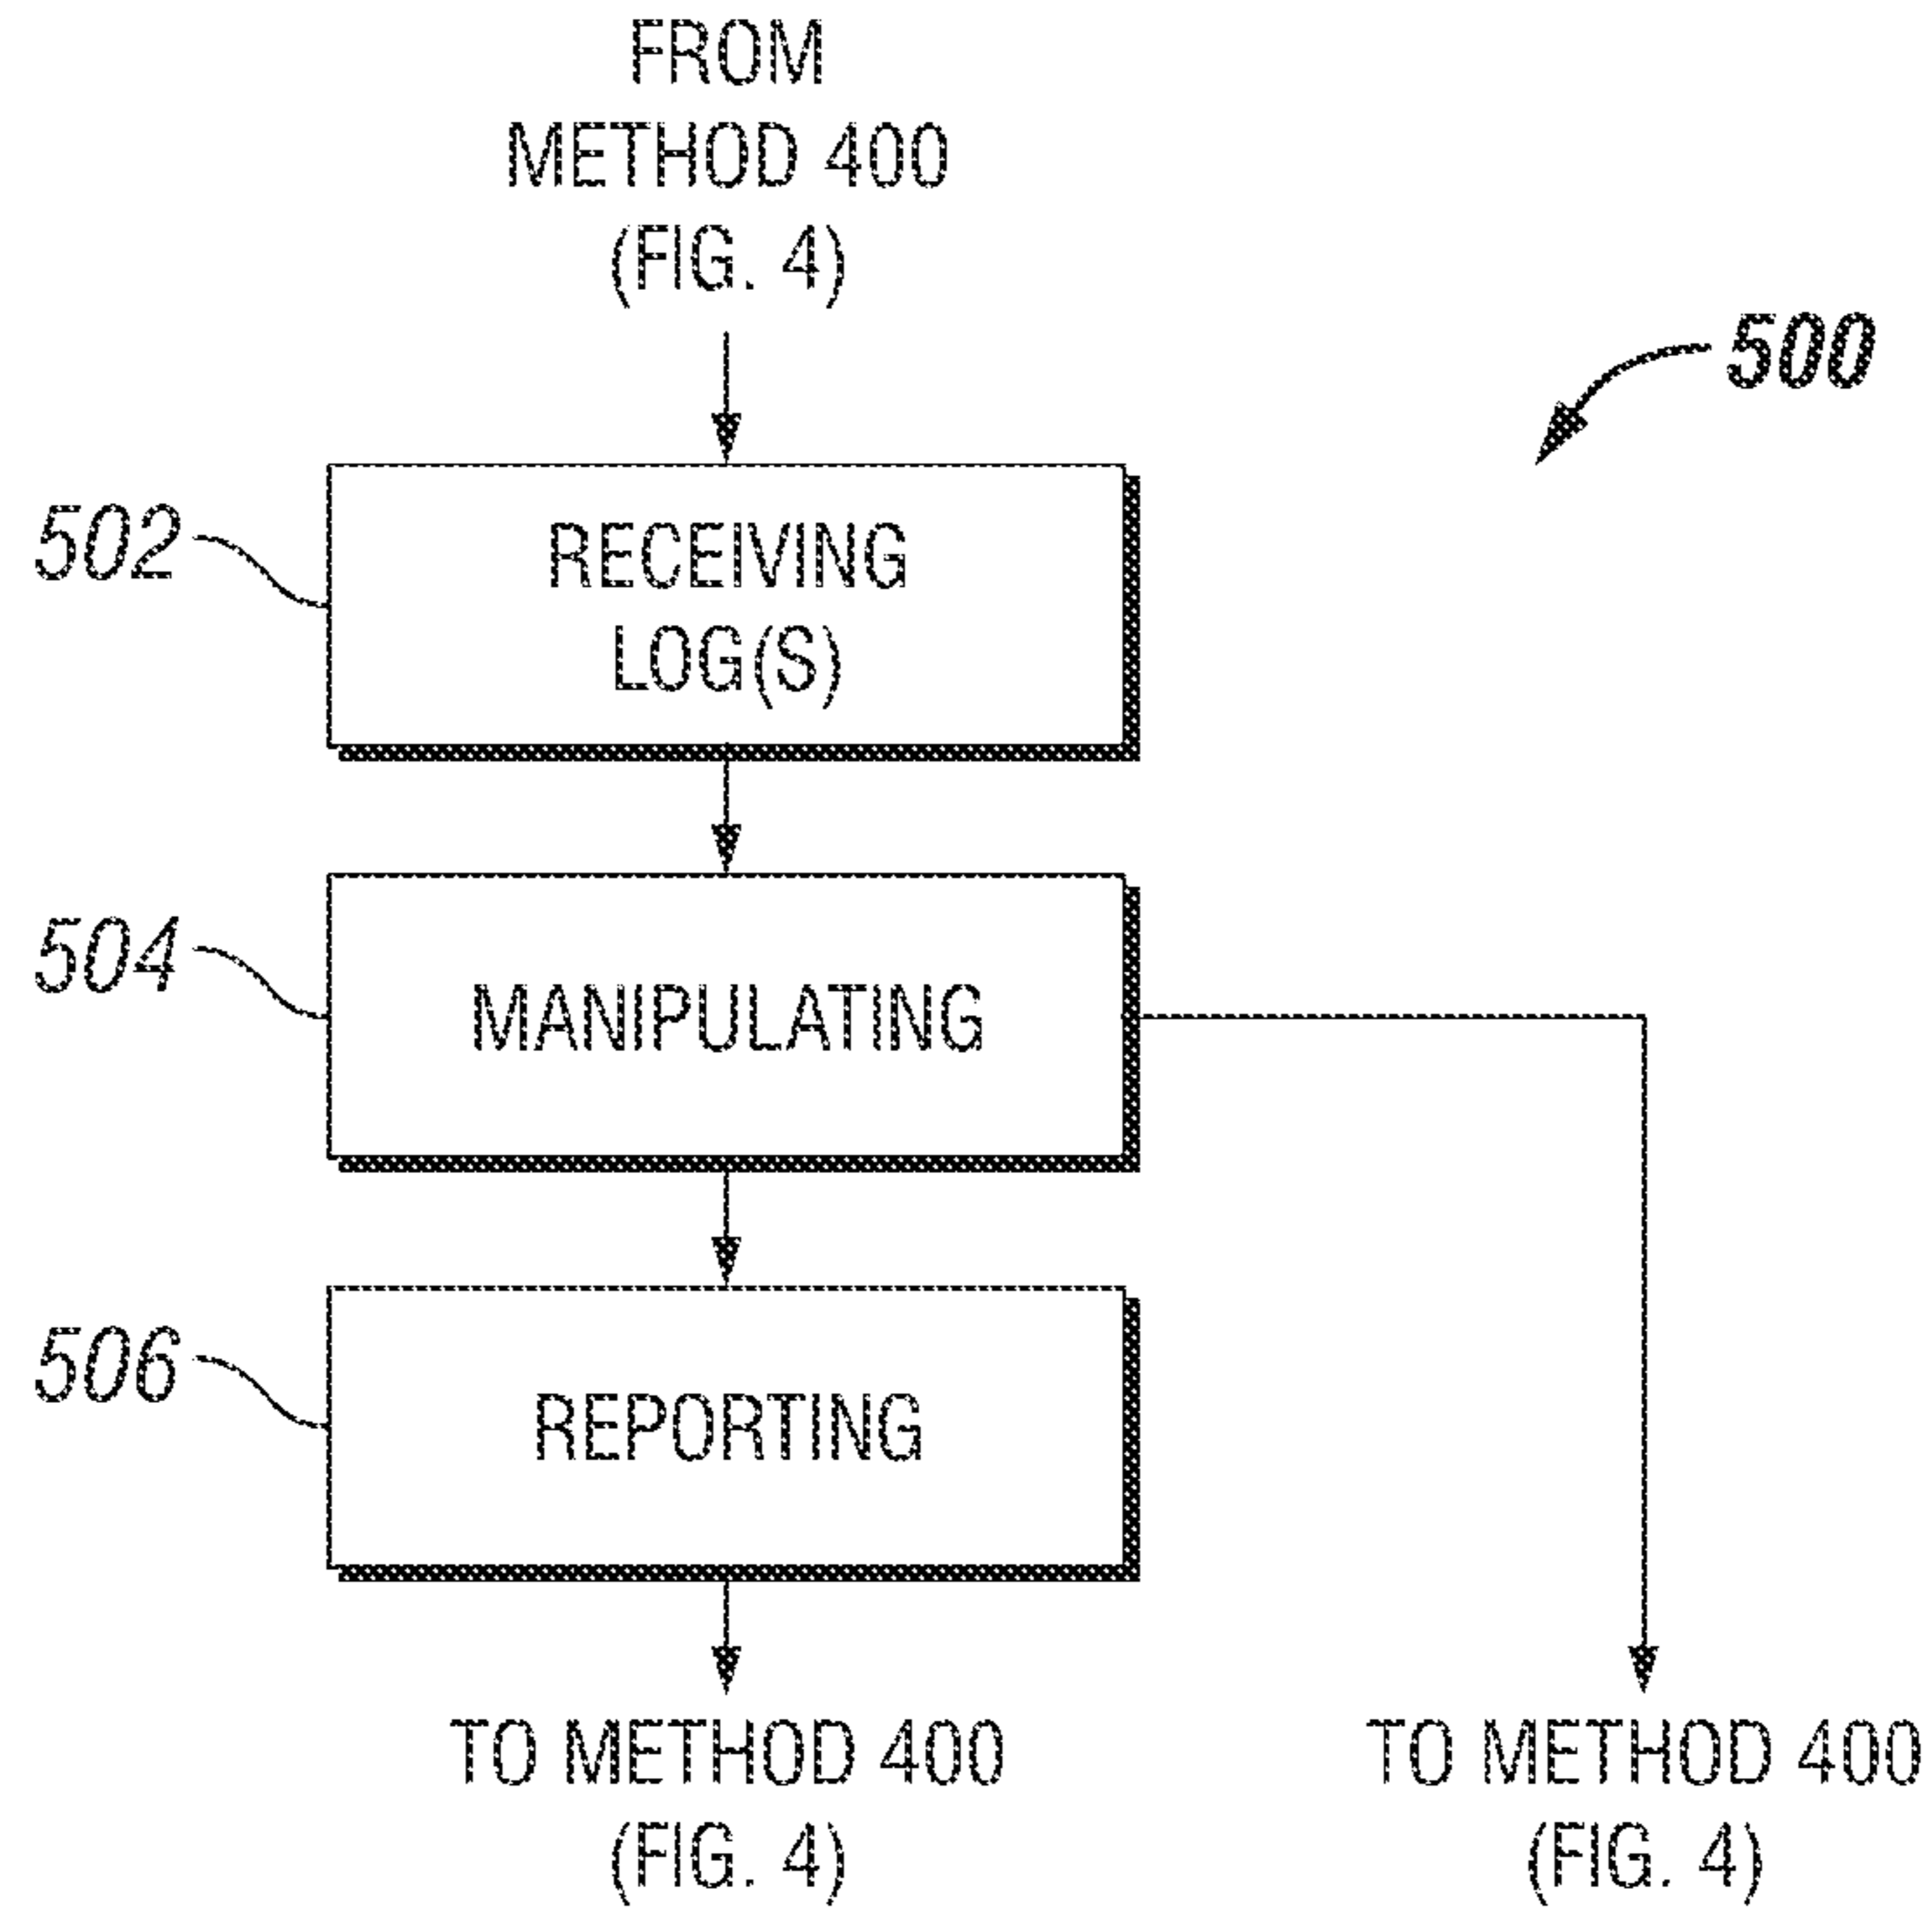 FROM
METHOD 400
(FIG. 4)
500
502
RECEIVING
LOG(S)
504
MANIPULATING
506
REPORTING
TO METHOD 400
(FIG. 4)
TO METHOD 400
(FIG. 4)